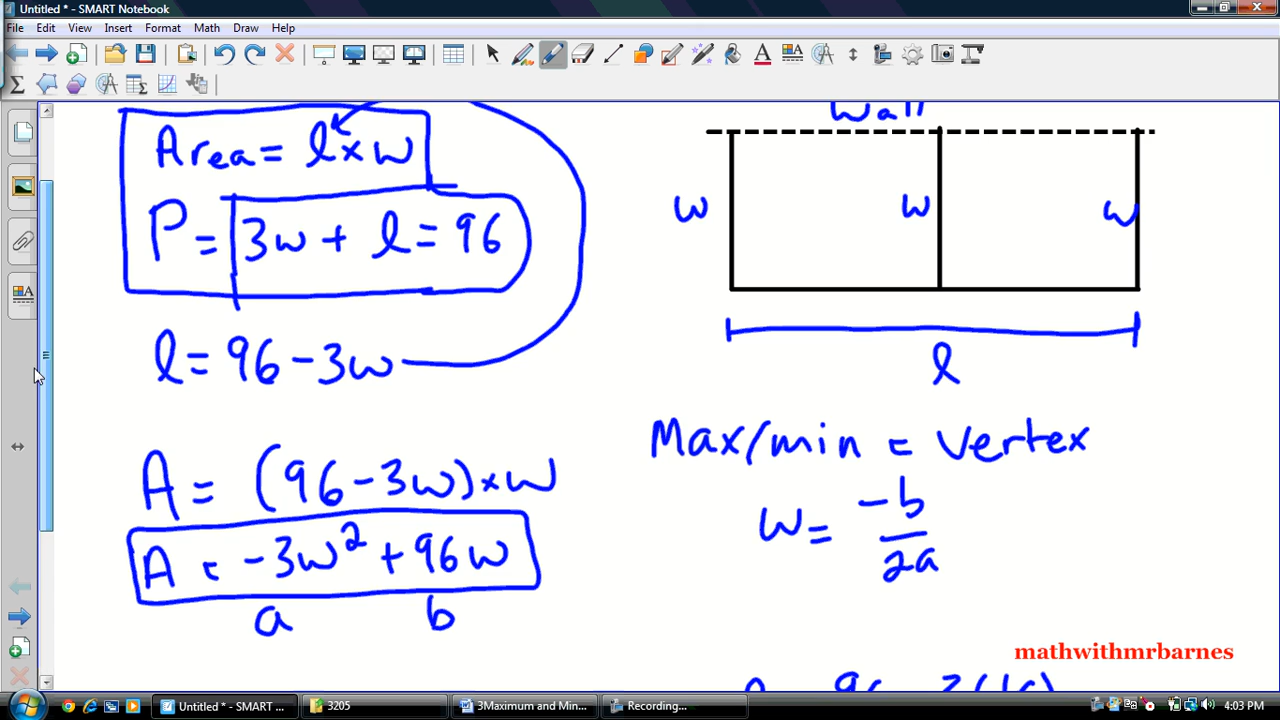 Untitled * - SMART Notebook
File Edit View Insert Format Math Draw Help
Wall
Area = l × w
P = 3w + l = 96
w w w
l = 96 - 3w
l
Max/min = Vertex
A = (96 - 3w) × w
w = -b / 2a
A = -3w² + 96w
a b
mathwithmrbarnes
Untitled * - SMART ... 3205 3Maximum and Min... Recording... 4:03 PM